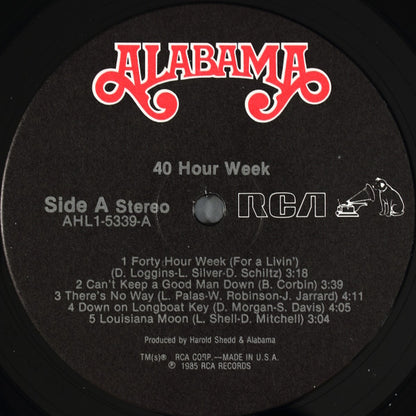 ALABAMA
40 Hour Week
Side A Stereo
AHL1-5339-A
RCA
1 Forty Hour Week (For a Livin')
(D. Loggins-L. Silver-D. Schiltz) 3:18
2 Can't Keep a Good Man Down (B. Corbin) 3:39
3 There's No Way (L. Palas-W. Robinson-J. Jarrard) 4:11
4 Down on Longboat Key (D. Morgan-S. Davis) 4:05
5 Louisiana Moon (L. Shell-D. Mitchell) 3:04
Produced by Harold Shedd & Alabama
TM(s)® RCA CORP.—MADE IN U.S.A.
℗ 1985 RCA RECORDS